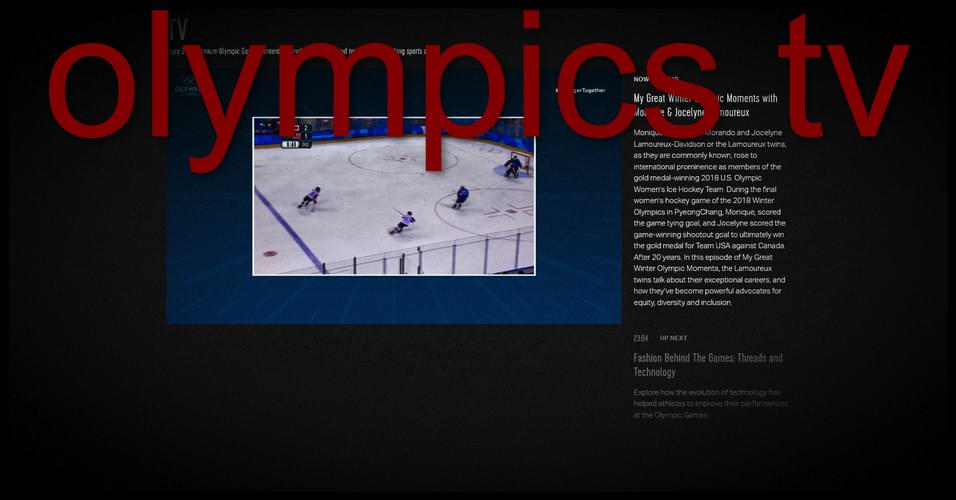 olympics tv
TV
NOW
My Great Winter Olympic Moments with
& Jocelyne Lamoureux
Morando and Jocelyne
Lamoureux-Davidson or the Lamoureux twins,
as they are commonly known, rose to
international prominence as members of the
gold medal-winning 2018 U.S. Olympic
Women's Ice Hockey Team. During the final
women's hockey game of the 2018 Winter
Olympics in PyeongChang, Monique, scored
the game tying goal, and Jocelyne scored the
game-winning shootout goal to ultimately win
the gold medal for Team USA against Canada.
After 20 years. In this episode of My Great
Winter Olympic Moments, the Lamoureux
twins talk about their exceptional careers, and
how they've become powerful advocates for
equity, diversity and inclusion.
23:04 UP NEXT
Fashion Behind The Games: Threads and
Technology
Explore how the evolution of technology has
helped athletes to improve their performances
at the Olympic Games.